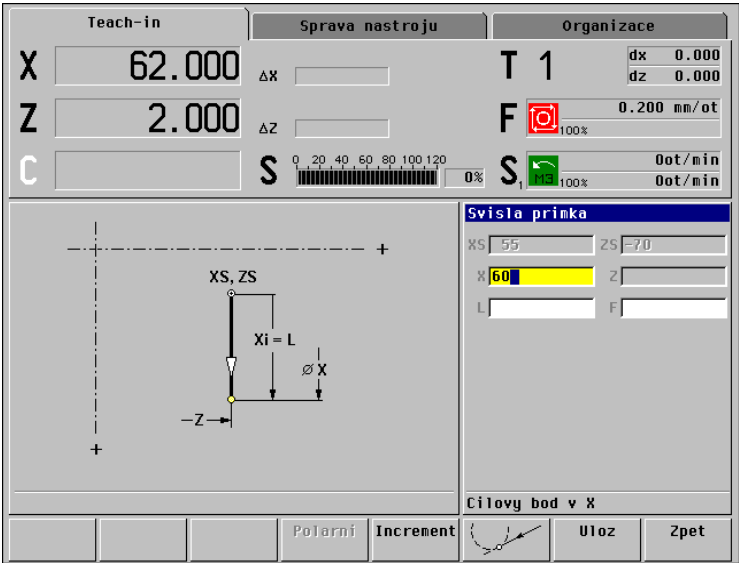 Teach-in Sprava nastroju Organizace
X 62.000 ΔX T 1 dx 0.000
dz 0.000
Z 2.000 ΔZ F 100% 0.200 mm/ot
C S 0 20 40 60 80 100 120 0% S1 M3 100% 0ot/min
0ot/min
Svisla primka
XS 55 ZS -70
X 60 Z
L F
XS, ZS
Xi = L
⌀ X
-Z
Cilovy bod v X
Polarni Increment Uloz Zpet